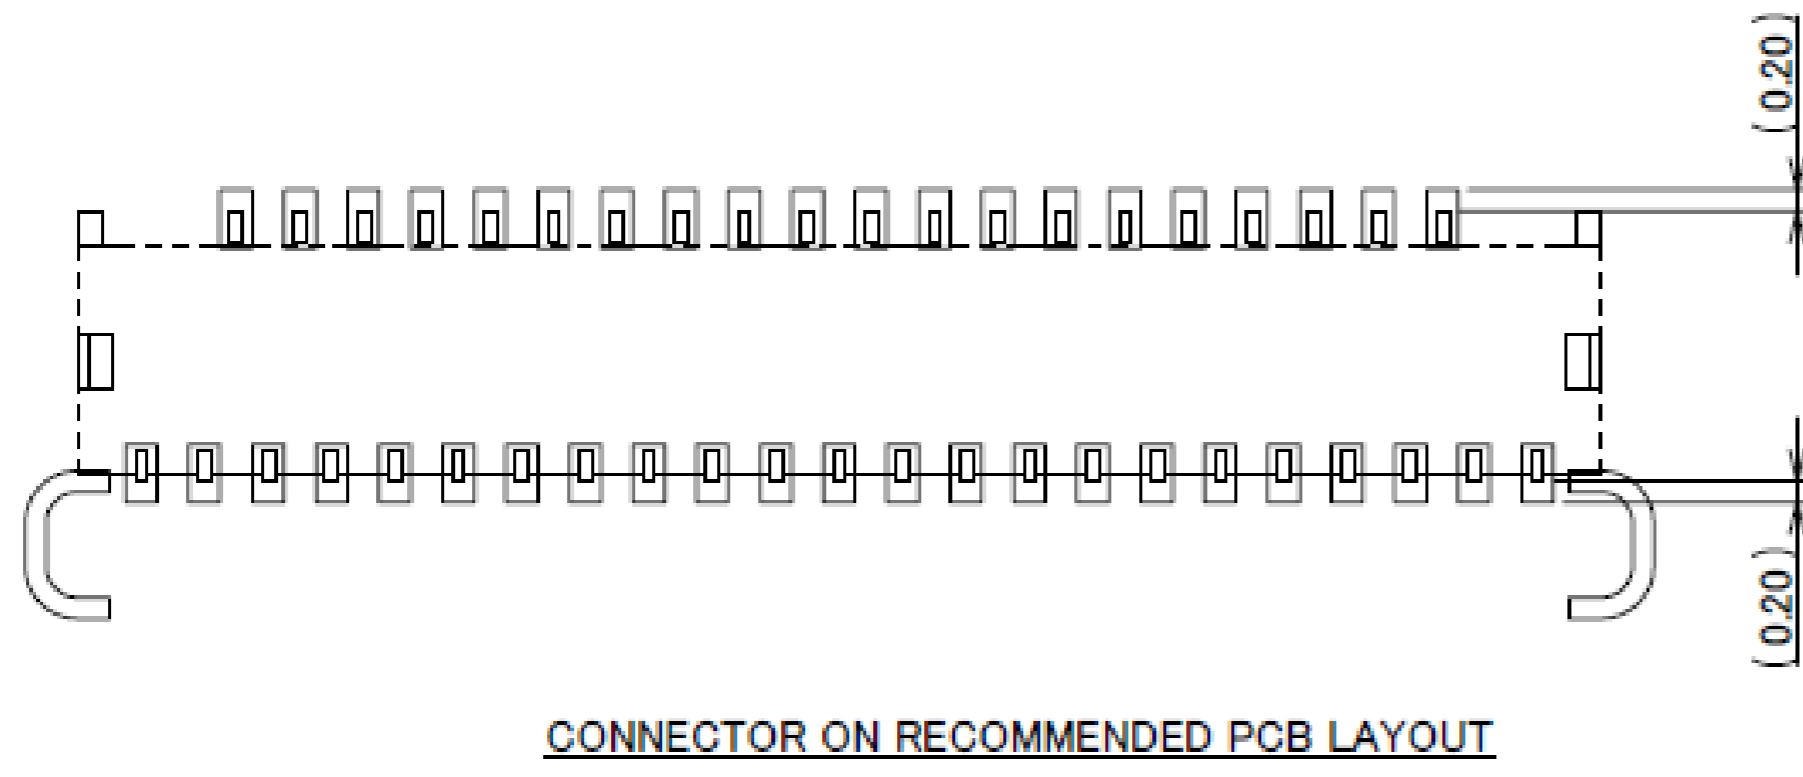 ( 0.20 )
( 0.20 )
CONNECTOR ON RECOMMENDED PCB LAYOUT